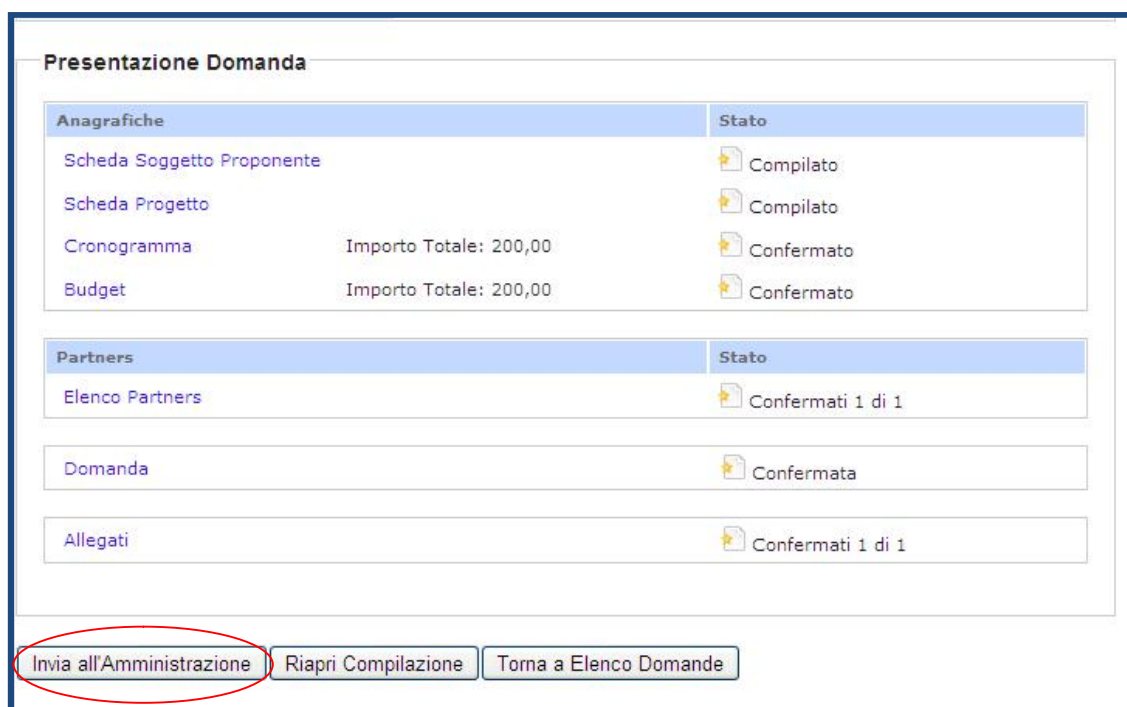 Presentazione Domanda
Anagrafiche Stato
Scheda Soggetto Proponente Compilato
Scheda Progetto Compilato
Cronogramma Importo Totale: 200,00 Confermato
Budget Importo Totale: 200,00 Confermato
Partners Stato
Elenco Partners Confermati 1 di 1
Domanda Confermata
Allegati Confermati 1 di 1
Invia all'Amministrazione Riapri Compilazione Torna a Elenco Domande